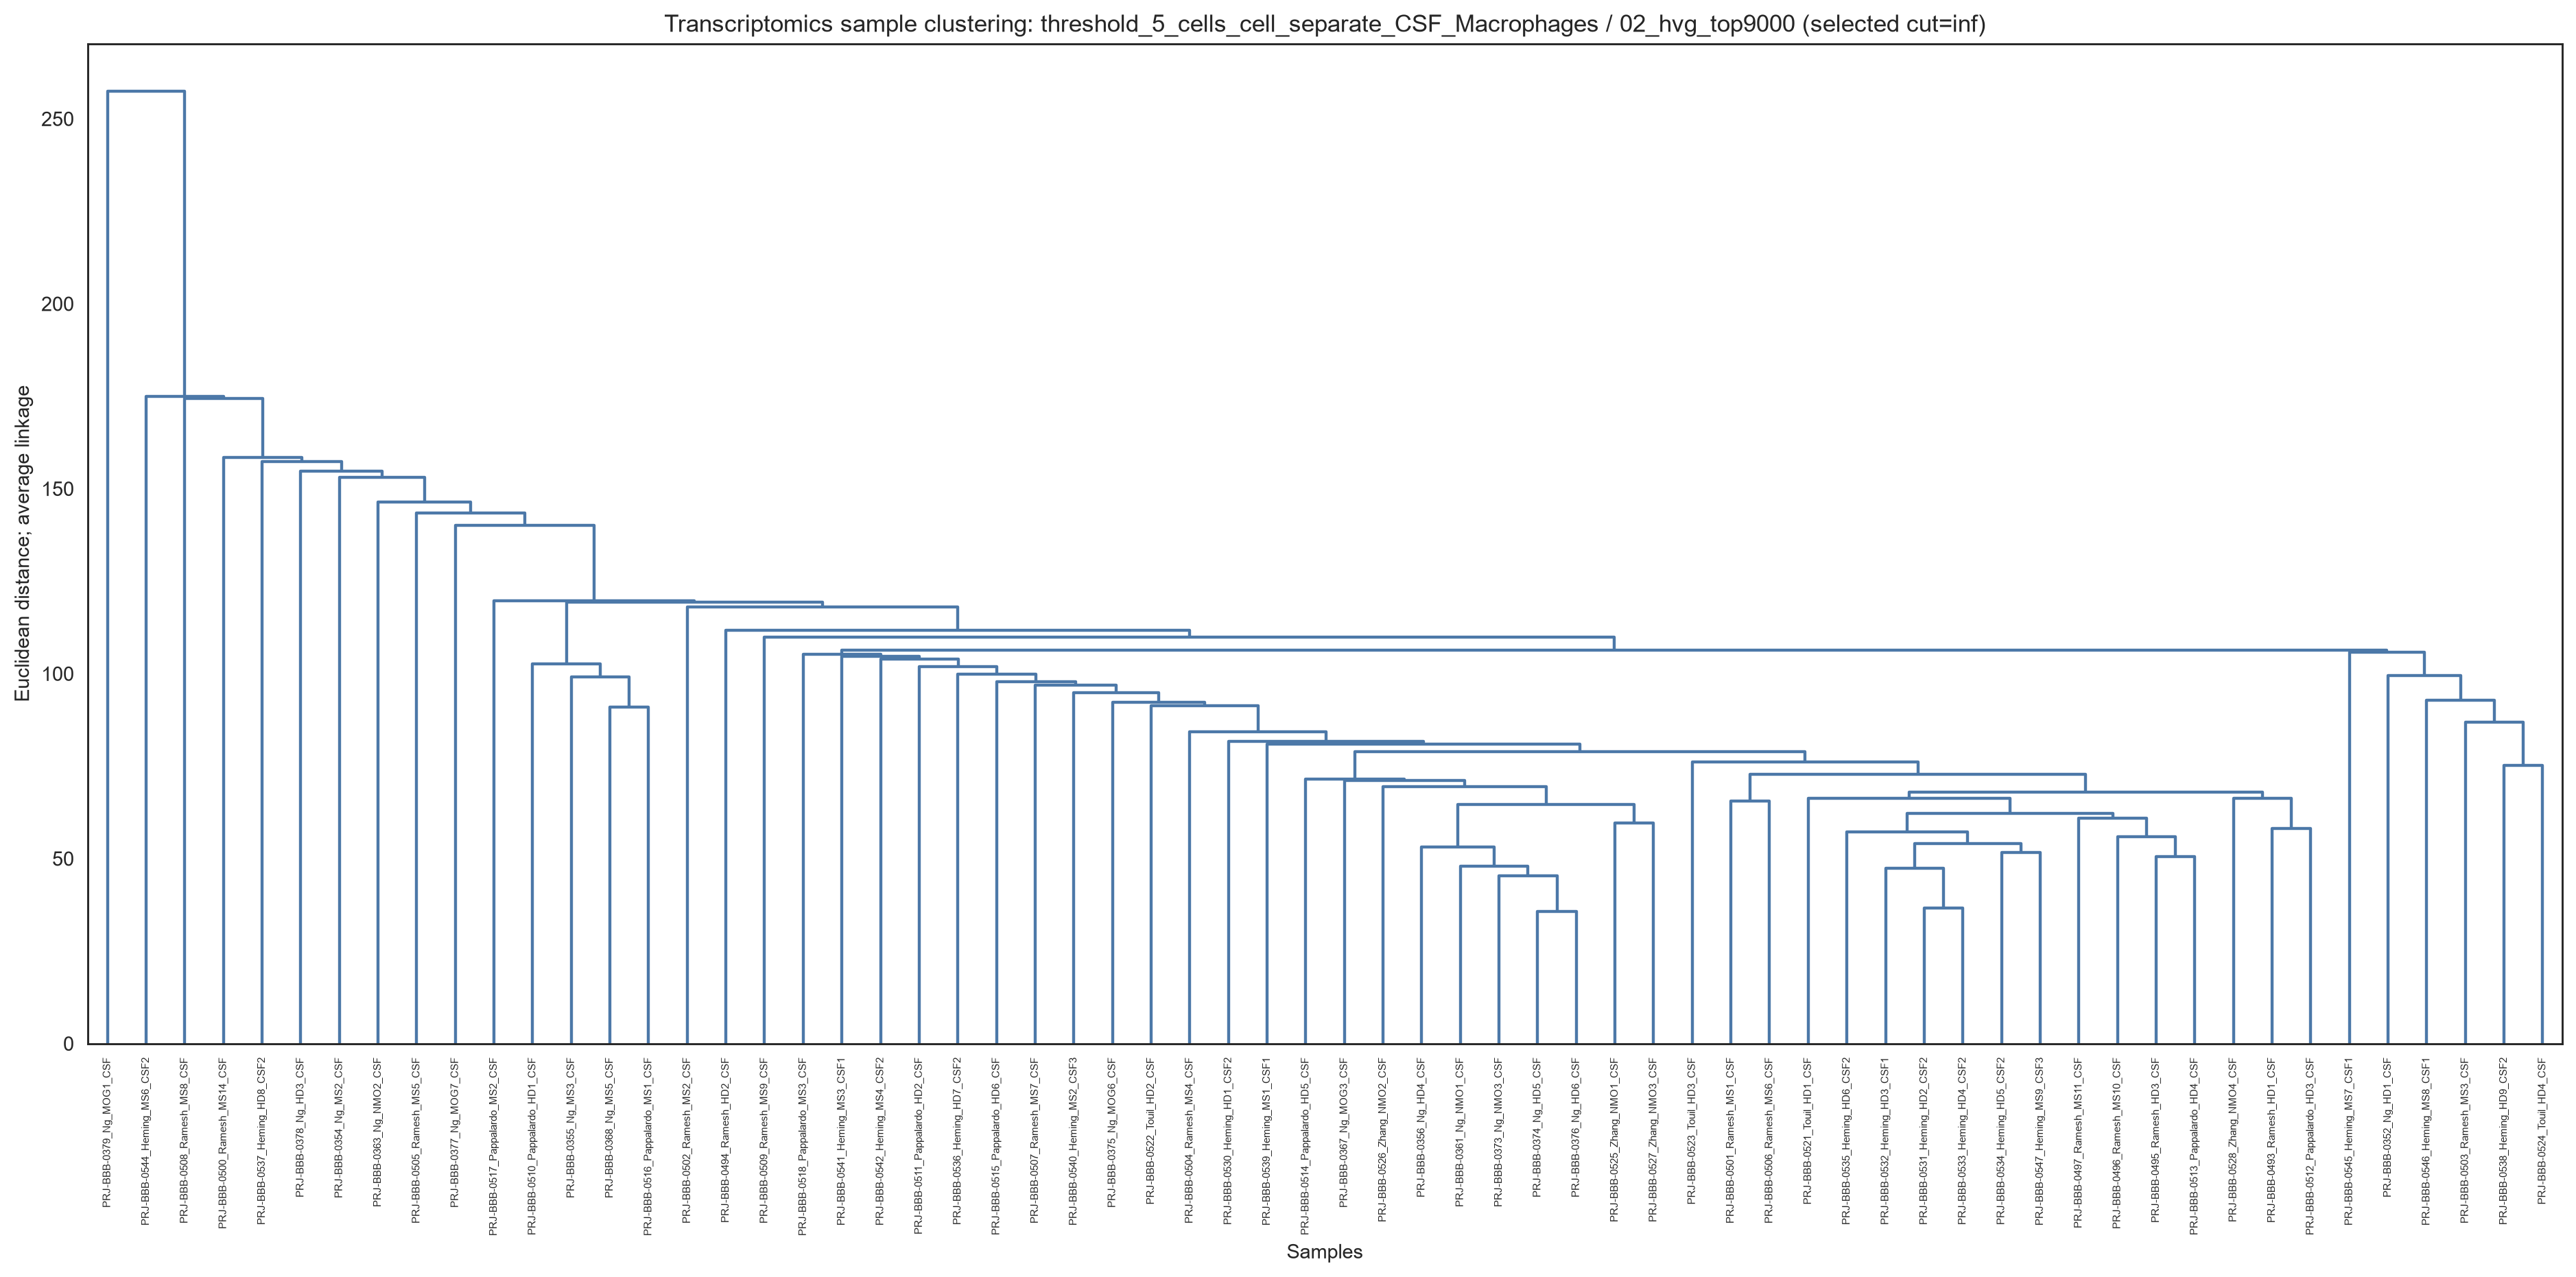 Transcriptomics sample clustering: threshold_5_cells_cell_separate_CSF_Macrophages / 02_hvg_top9000 (selected cut=inf)
Euclidean distance; average linkage
250
200
150
100
50
0
PRJ-BBB-0379_Ng_MOG1_CSF
PRJ-BBB-0544_Heming_MS6_CSF2
PRJ-BBB-0508_Ramesh_MS8_CSF
PRJ-BBB-0500_Ramesh_MS14_CSF
PRJ-BBB-0537_Heming_HD8_CSF2
PRJ-BBB-0378_Ng_HD3_CSF
PRJ-BBB-0354_Ng_MS2_CSF
PRJ-BBB-0363_Ng_NMO2_CSF
PRJ-BBB-0505_Ramesh_MS5_CSF
PRJ-BBB-0377_Ng_MOG7_CSF
PRJ-BBB-0517_Pappalardo_MS2_CSF
PRJ-BBB-0510_Pappalardo_HD1_CSF
PRJ-BBB-0355_Ng_MS3_CSF
PRJ-BBB-0368_Ng_MS5_CSF
PRJ-BBB-0516_Pappalardo_MS1_CSF
PRJ-BBB-0502_Ramesh_MS2_CSF
PRJ-BBB-0494_Ramesh_HD2_CSF
PRJ-BBB-0509_Ramesh_MS9_CSF
PRJ-BBB-0518_Pappalardo_MS3_CSF
PRJ-BBB-0541_Heming_MS3_CSF1
PRJ-BBB-0542_Heming_MS4_CSF2
PRJ-BBB-0511_Pappalardo_HD2_CSF
PRJ-BBB-0536_Heming_HD7_CSF2
PRJ-BBB-0515_Pappalardo_HD6_CSF
PRJ-BBB-0507_Ramesh_MS7_CSF
PRJ-BBB-0540_Heming_MS2_CSF3
PRJ-BBB-0375_Ng_MOG6_CSF
PRJ-BBB-0522_Touil_HD2_CSF
PRJ-BBB-0504_Ramesh_MS4_CSF
PRJ-BBB-0530_Heming_HD1_CSF2
PRJ-BBB-0539_Heming_MS1_CSF1
PRJ-BBB-0514_Pappalardo_HD5_CSF
PRJ-BBB-0367_Ng_MOG3_CSF
PRJ-BBB-0526_Zhang_NMO2_CSF
PRJ-BBB-0356_Ng_HD4_CSF
PRJ-BBB-0361_Ng_NMO1_CSF
PRJ-BBB-0373_Ng_NMO3_CSF
PRJ-BBB-0374_Ng_HD5_CSF
PRJ-BBB-0376_Ng_HD6_CSF
PRJ-BBB-0525_Zhang_NMO1_CSF
PRJ-BBB-0527_Zhang_NMO3_CSF
PRJ-BBB-0523_Touil_HD3_CSF
PRJ-BBB-0501_Ramesh_MS1_CSF
PRJ-BBB-0506_Ramesh_MS6_CSF
PRJ-BBB-0521_Touil_HD1_CSF
PRJ-BBB-0535_Heming_HD6_CSF2
PRJ-BBB-0532_Heming_HD3_CSF1
PRJ-BBB-0531_Heming_HD2_CSF2
PRJ-BBB-0533_Heming_HD4_CSF2
PRJ-BBB-0534_Heming_HD5_CSF2
PRJ-BBB-0547_Heming_MS9_CSF3
PRJ-BBB-0497_Ramesh_MS11_CSF
PRJ-BBB-0496_Ramesh_MS10_CSF
PRJ-BBB-0495_Ramesh_HD3_CSF
PRJ-BBB-0513_Pappalardo_HD4_CSF
PRJ-BBB-0528_Zhang_NMO4_CSF
PRJ-BBB-0493_Ramesh_HD1_CSF
PRJ-BBB-0512_Pappalardo_HD3_CSF
PRJ-BBB-0545_Heming_MS7_CSF1
PRJ-BBB-0352_Ng_HD1_CSF
PRJ-BBB-0546_Heming_MS8_CSF1
PRJ-BBB-0503_Ramesh_MS3_CSF
PRJ-BBB-0538_Heming_HD9_CSF2
PRJ-BBB-0524_Touil_HD4_CSF
Samples